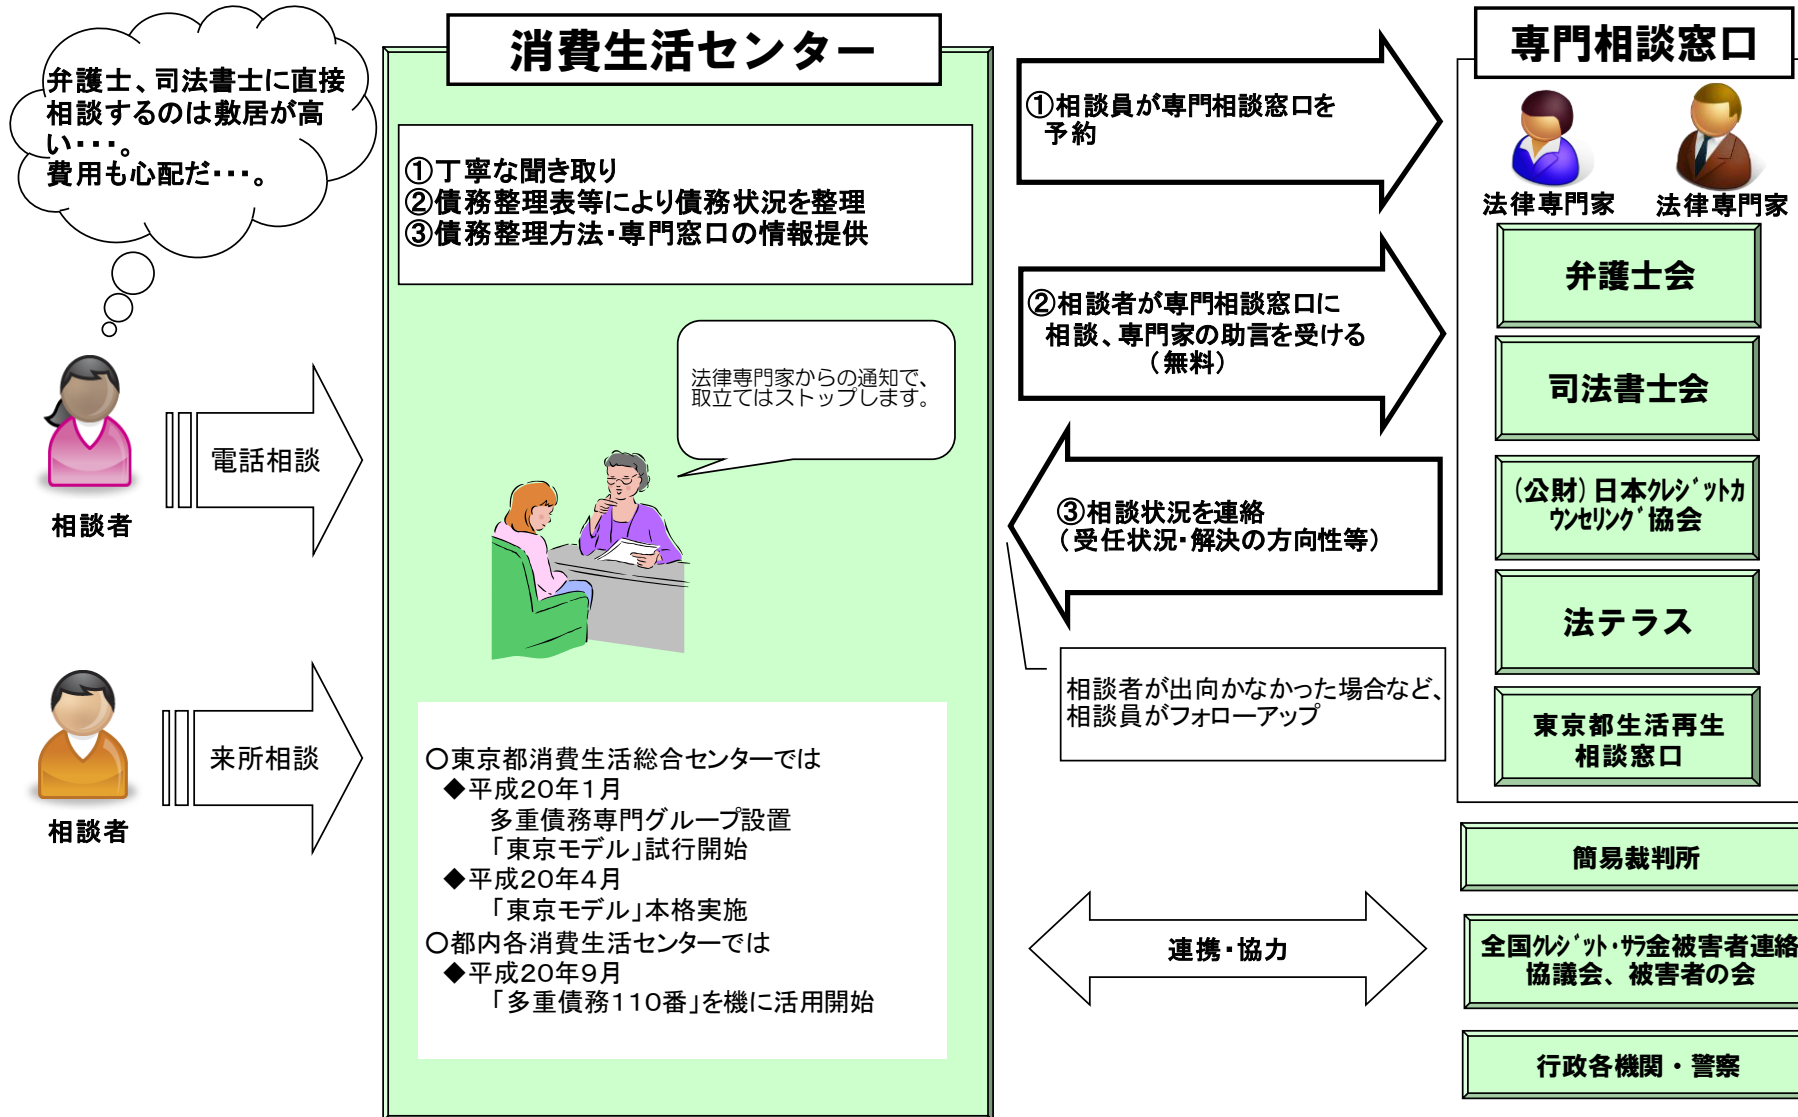 弁護士、司法書士に直接
相談するのは敷居が高
い･･･。
費用も心配だ･･･。
相談者
電話相談
相談者
来所相談
消費生活センター
①丁寧な聞き取り
②債務整理表等により債務状況を整理
③債務整理方法・専門窓口の情報提供
法律専門家からの通知で、
取立てはストップします。
○東京都消費生活総合センターでは
◆平成20年1月
多重債務専門グループ設置
「東京モデル」試行開始
◆平成20年4月
「東京モデル」本格実施
○都内各消費生活センターでは
◆平成20年9月
「多重債務110番」を機に活用開始
①相談員が専門相談窓口を
予約
②相談者が専門相談窓口に
相談、専門家の助言を受ける
（無料）
③相談状況を連絡
（受任状況・解決の方向性等）
相談者が出向かなかった場合など、
相談員がフォローアップ
連携・協力
専門相談窓口
法律専門家 法律専門家
弁護士会
司法書士会
(公財)日本ｸﾚｼﾞｯﾄｶ
ｳﾝｾﾘﾝｸﾞ協会
法テラス
東京都生活再生
相談窓口
簡易裁判所
全国ｸﾚｼﾞｯﾄ・ｻﾗ金被害者連絡
協議会、被害者の会
行政各機関・警察